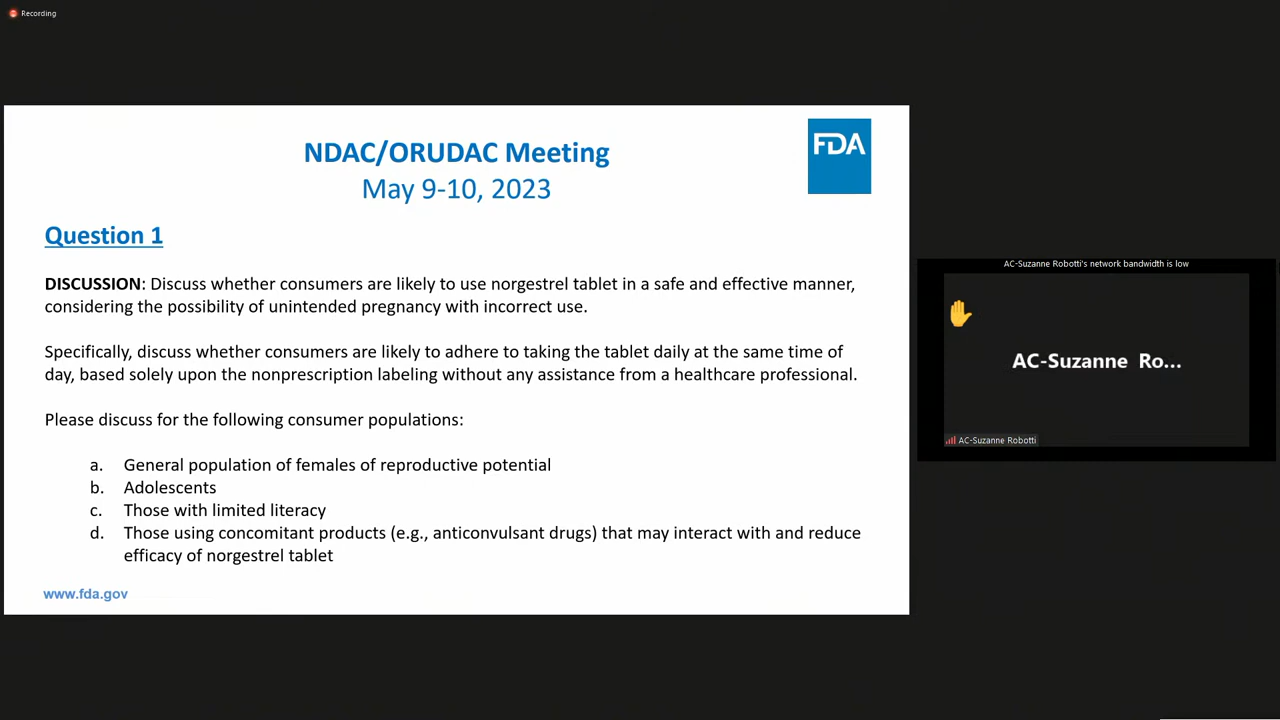 Recording
NDAC/ORUDAC Meeting
May 9-10, 2023
FDA
Question 1
DISCUSSION: Discuss whether consumers are likely to use norgestrel tablet in a safe and effective manner,
considering the possibility of unintended pregnancy with incorrect use.
Specifically, discuss whether consumers are likely to adhere to taking the tablet daily at the same time of
day, based solely upon the nonprescription labeling without any assistance from a healthcare professional.
Please discuss for the following consumer populations:
a. General population of females of reproductive potential
b. Adolescents
c. Those with limited literacy
d. Those using concomitant products (e.g., anticonvulsant drugs) that may interact with and reduce
efficacy of norgestrel tablet
www.fda.gov
AC-Suzanne Robotti's network bandwidth is low
AC-Suzanne Ro...
AC-Suzanne Robotti